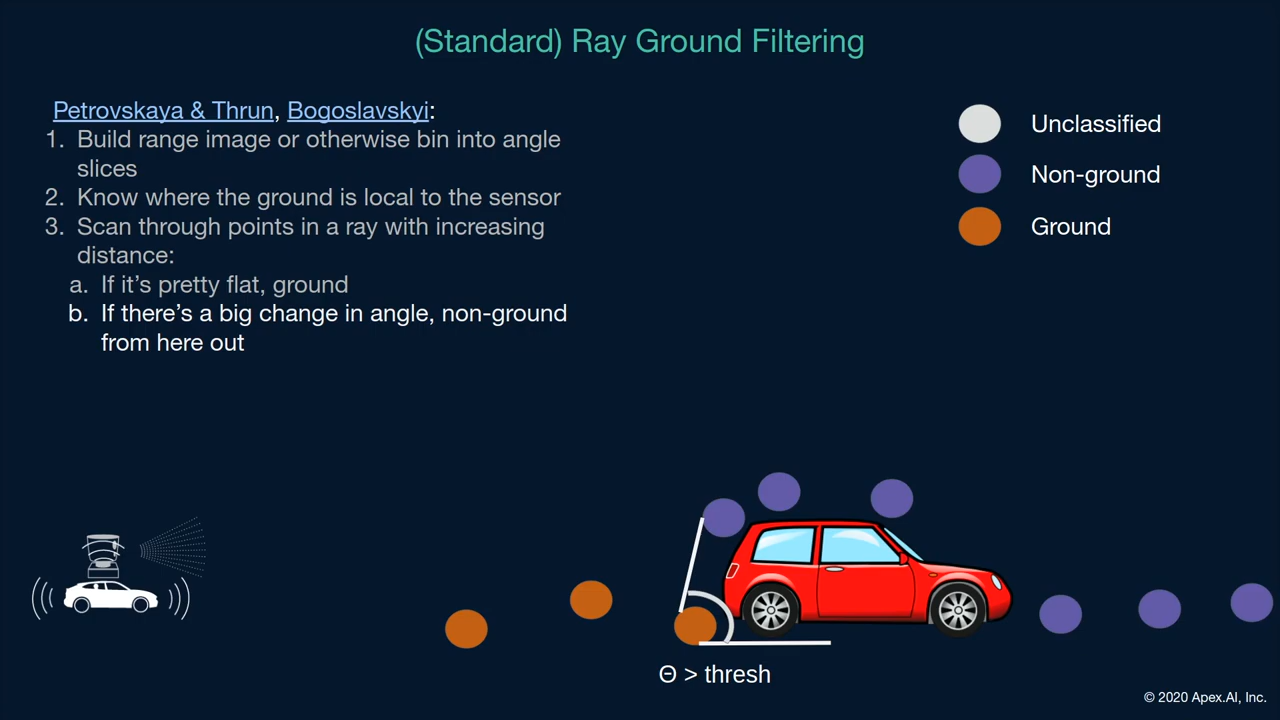 (Standard) Ray Ground Filtering
Petrovskaya & Thrun, Bogoslavskyi:
1. Build range image or otherwise bin into angle
slices
2. Know where the ground is local to the sensor
3. Scan through points in a ray with increasing
distance:
a. If it’s pretty flat, ground
b. If there’s a big change in angle, non-ground
from here out
Unclassified
Non-ground
Ground
Θ > thresh
© 2020 Apex.AI, Inc.